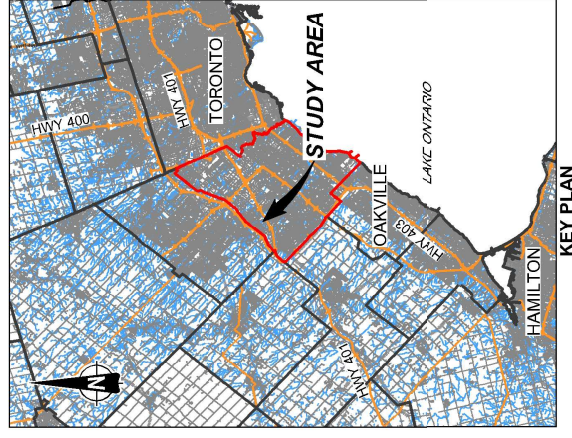 HWY 400
HWY 401
TORONTO
STUDY AREA
LAKE ONTARIO
OAKVILLE
HWY 403
HWY 401
HAMILTON
N
KEY PLAN